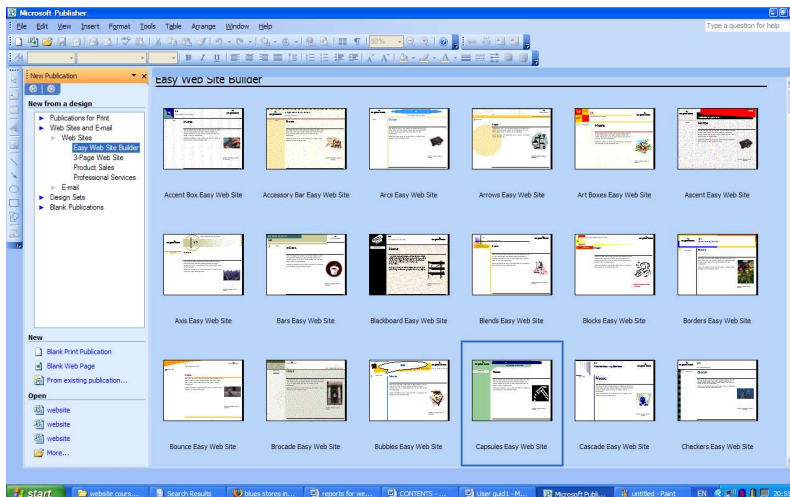 Microsoft Publisher
File Edit View Insert Format Tools Table Arrange Window Help
Type a question for help
50%
New Publication
Easy Web Site Builder
New from a design
Publications for Print
Web Sites and E-mail
Web Sites
Easy Web Site Builder
3-Page Web Site
Product Sales
Professional Services
E-mail
Design Sets
Blank Publications
Accent Box Easy Web Site
Accessory Bar Easy Web Site
Arcs Easy Web Site
Arrows Easy Web Site
Art Boxes Easy Web Site
Ascent Easy Web Site
Axis Easy Web Site
Bars Easy Web Site
Blackboard Easy Web Site
Blends Easy Web Site
Blocks Easy Web Site
Borders Easy Web Site
New
Blank Print Publication
Blank Web Page
From existing publication...
Open
website
website
website
More...
Bounce Easy Web Site
Brocade Easy Web Site
Bubbles Easy Web Site
Capsules Easy Web Site
Cascade Easy Web Site
Checkers Easy Web Site
start
website cours...
Search Results
blues stores in...
reports for we...
CONTENTS - ...
User guid1 - M...
Microsoft Publi...
untitled - Paint
EN